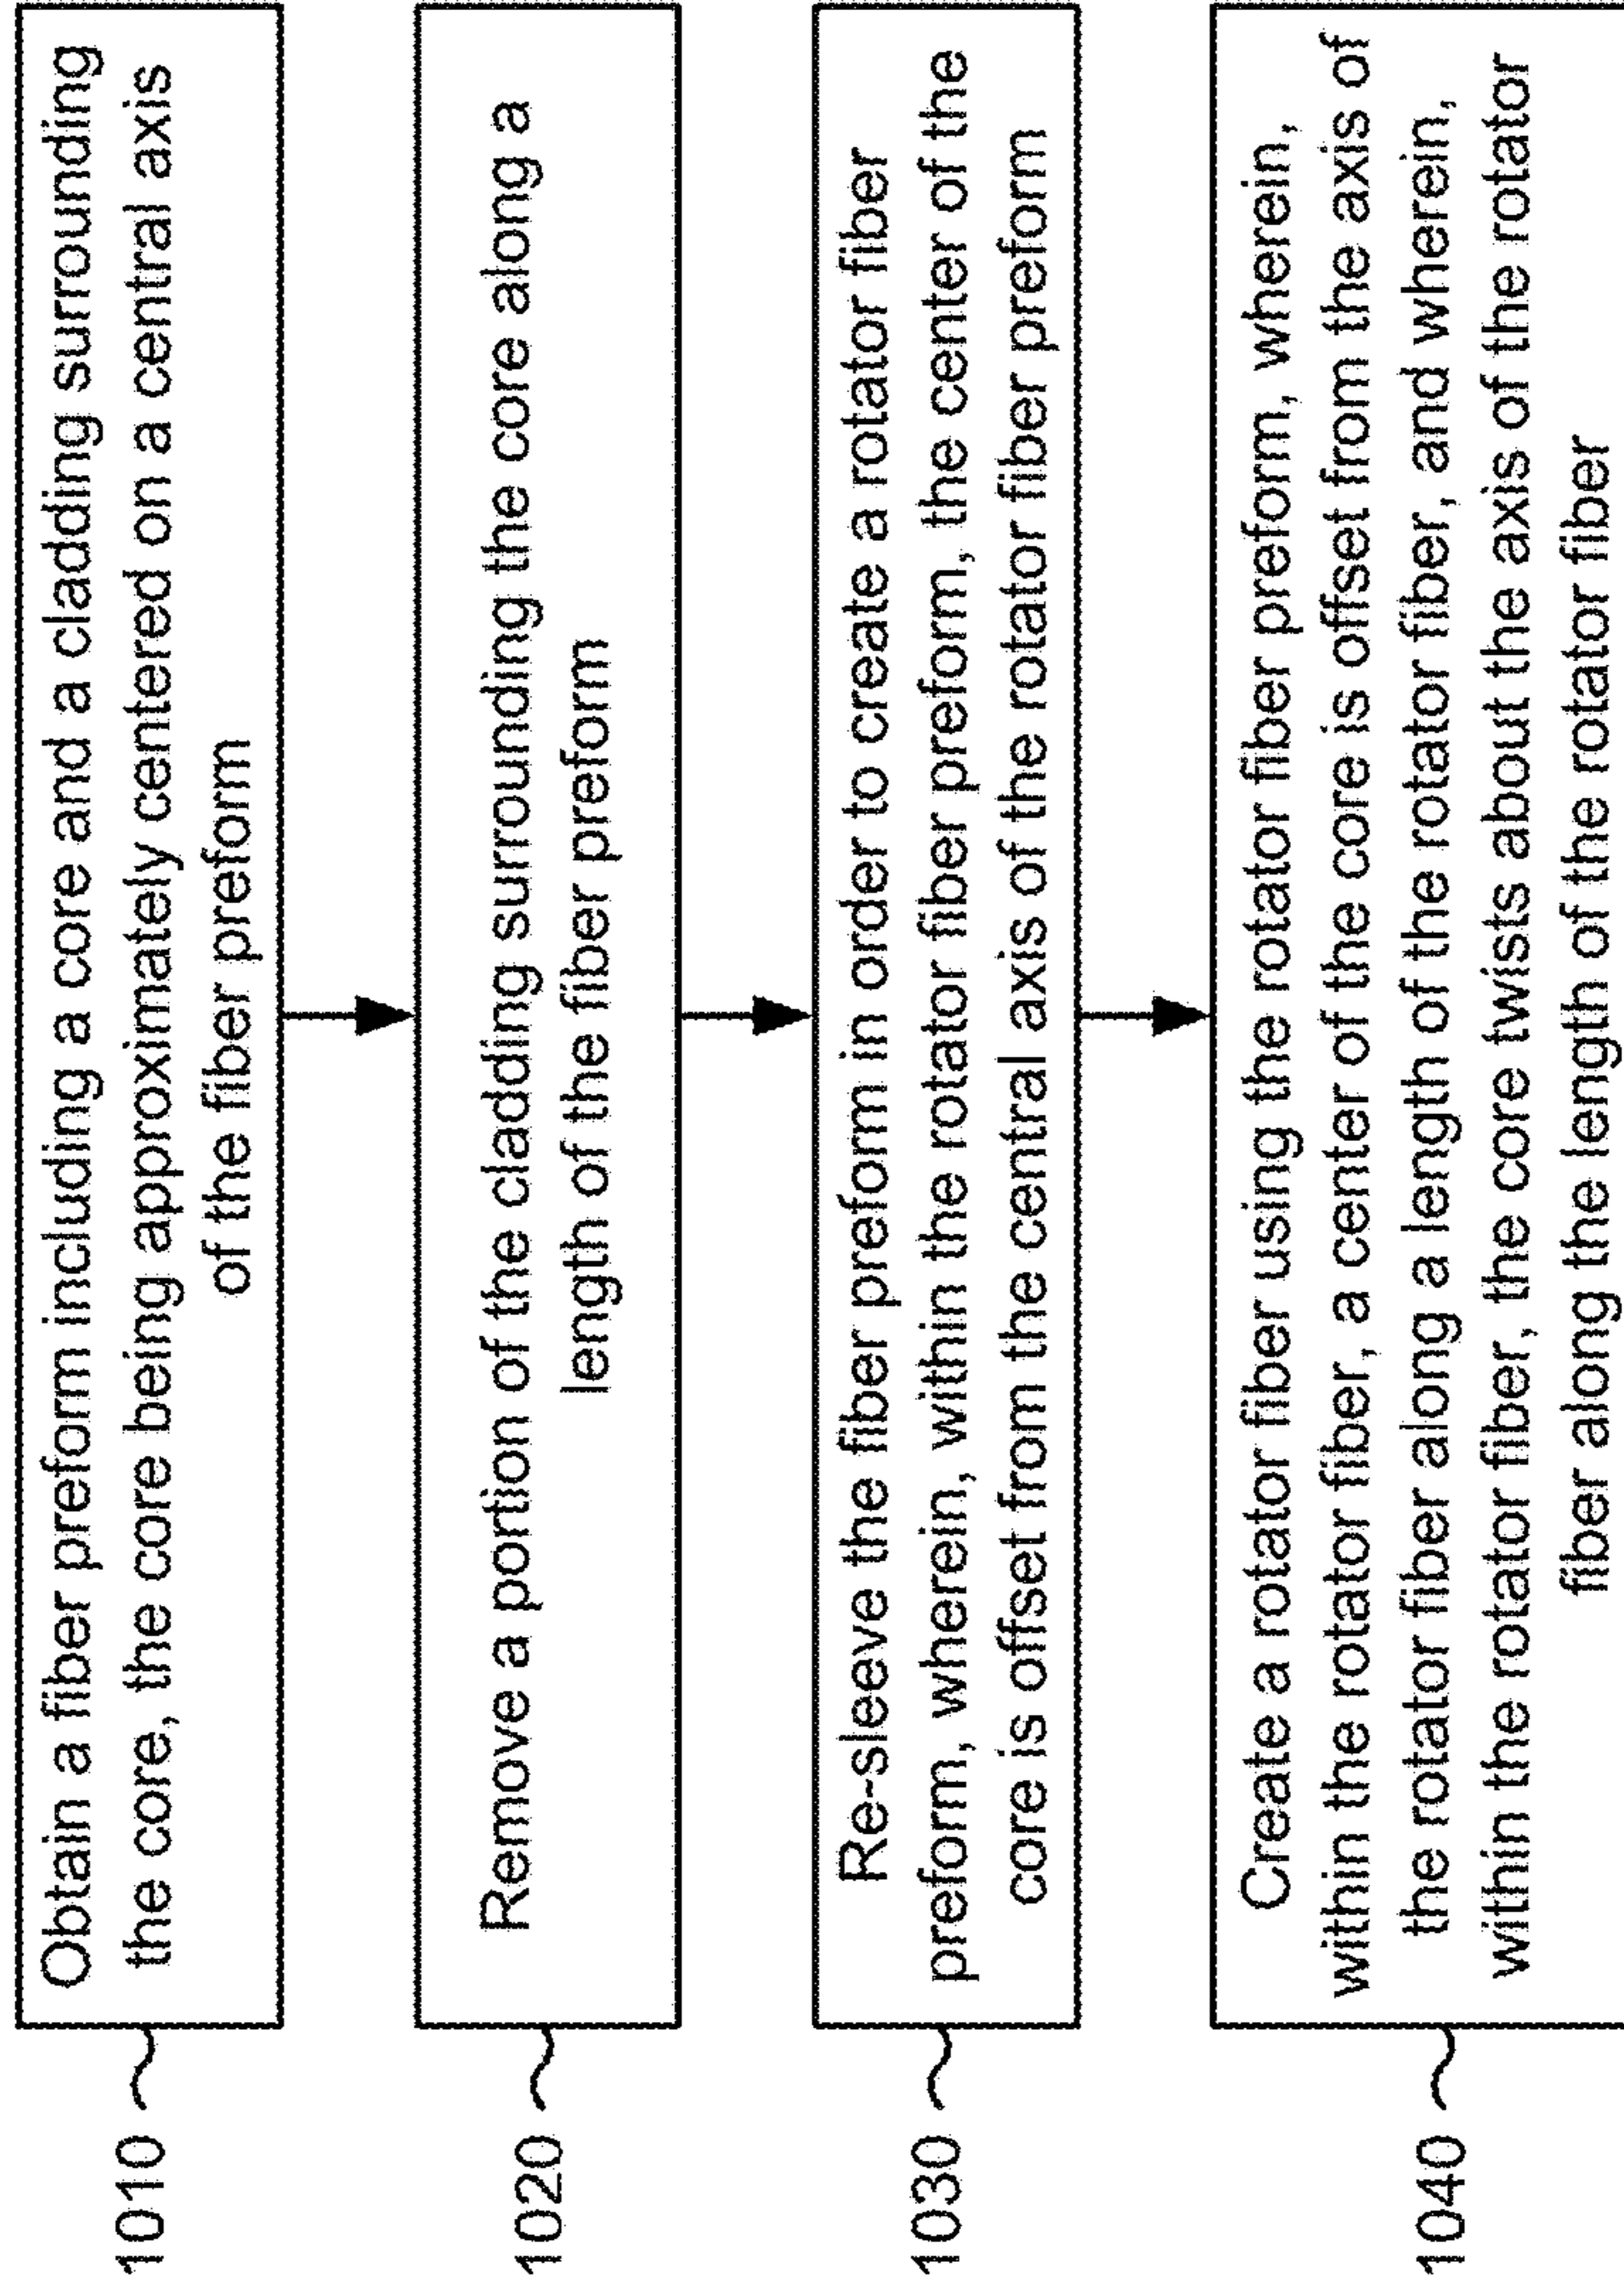 1010
Obtain a fiber preform including a core and a cladding surrounding
the core, the core being approximately centered on a central axis
of the fiber preform
1020
Remove a portion of the cladding surrounding the core along a
length of the fiber preform
1030
Re-sleeve the fiber preform in order to create a rotator fiber
preform, wherein, within the rotator fiber preform, the center of the
core is offset from the central axis of the rotator fiber preform
1040
Create a rotator fiber using the rotator fiber preform, wherein,
within the rotator fiber, a center of the core is offset from the axis of
the rotator fiber along a length of the rotator fiber, and wherein,
within the rotator fiber, the core twists about the axis of the rotator
fiber along the length of the rotator fiber